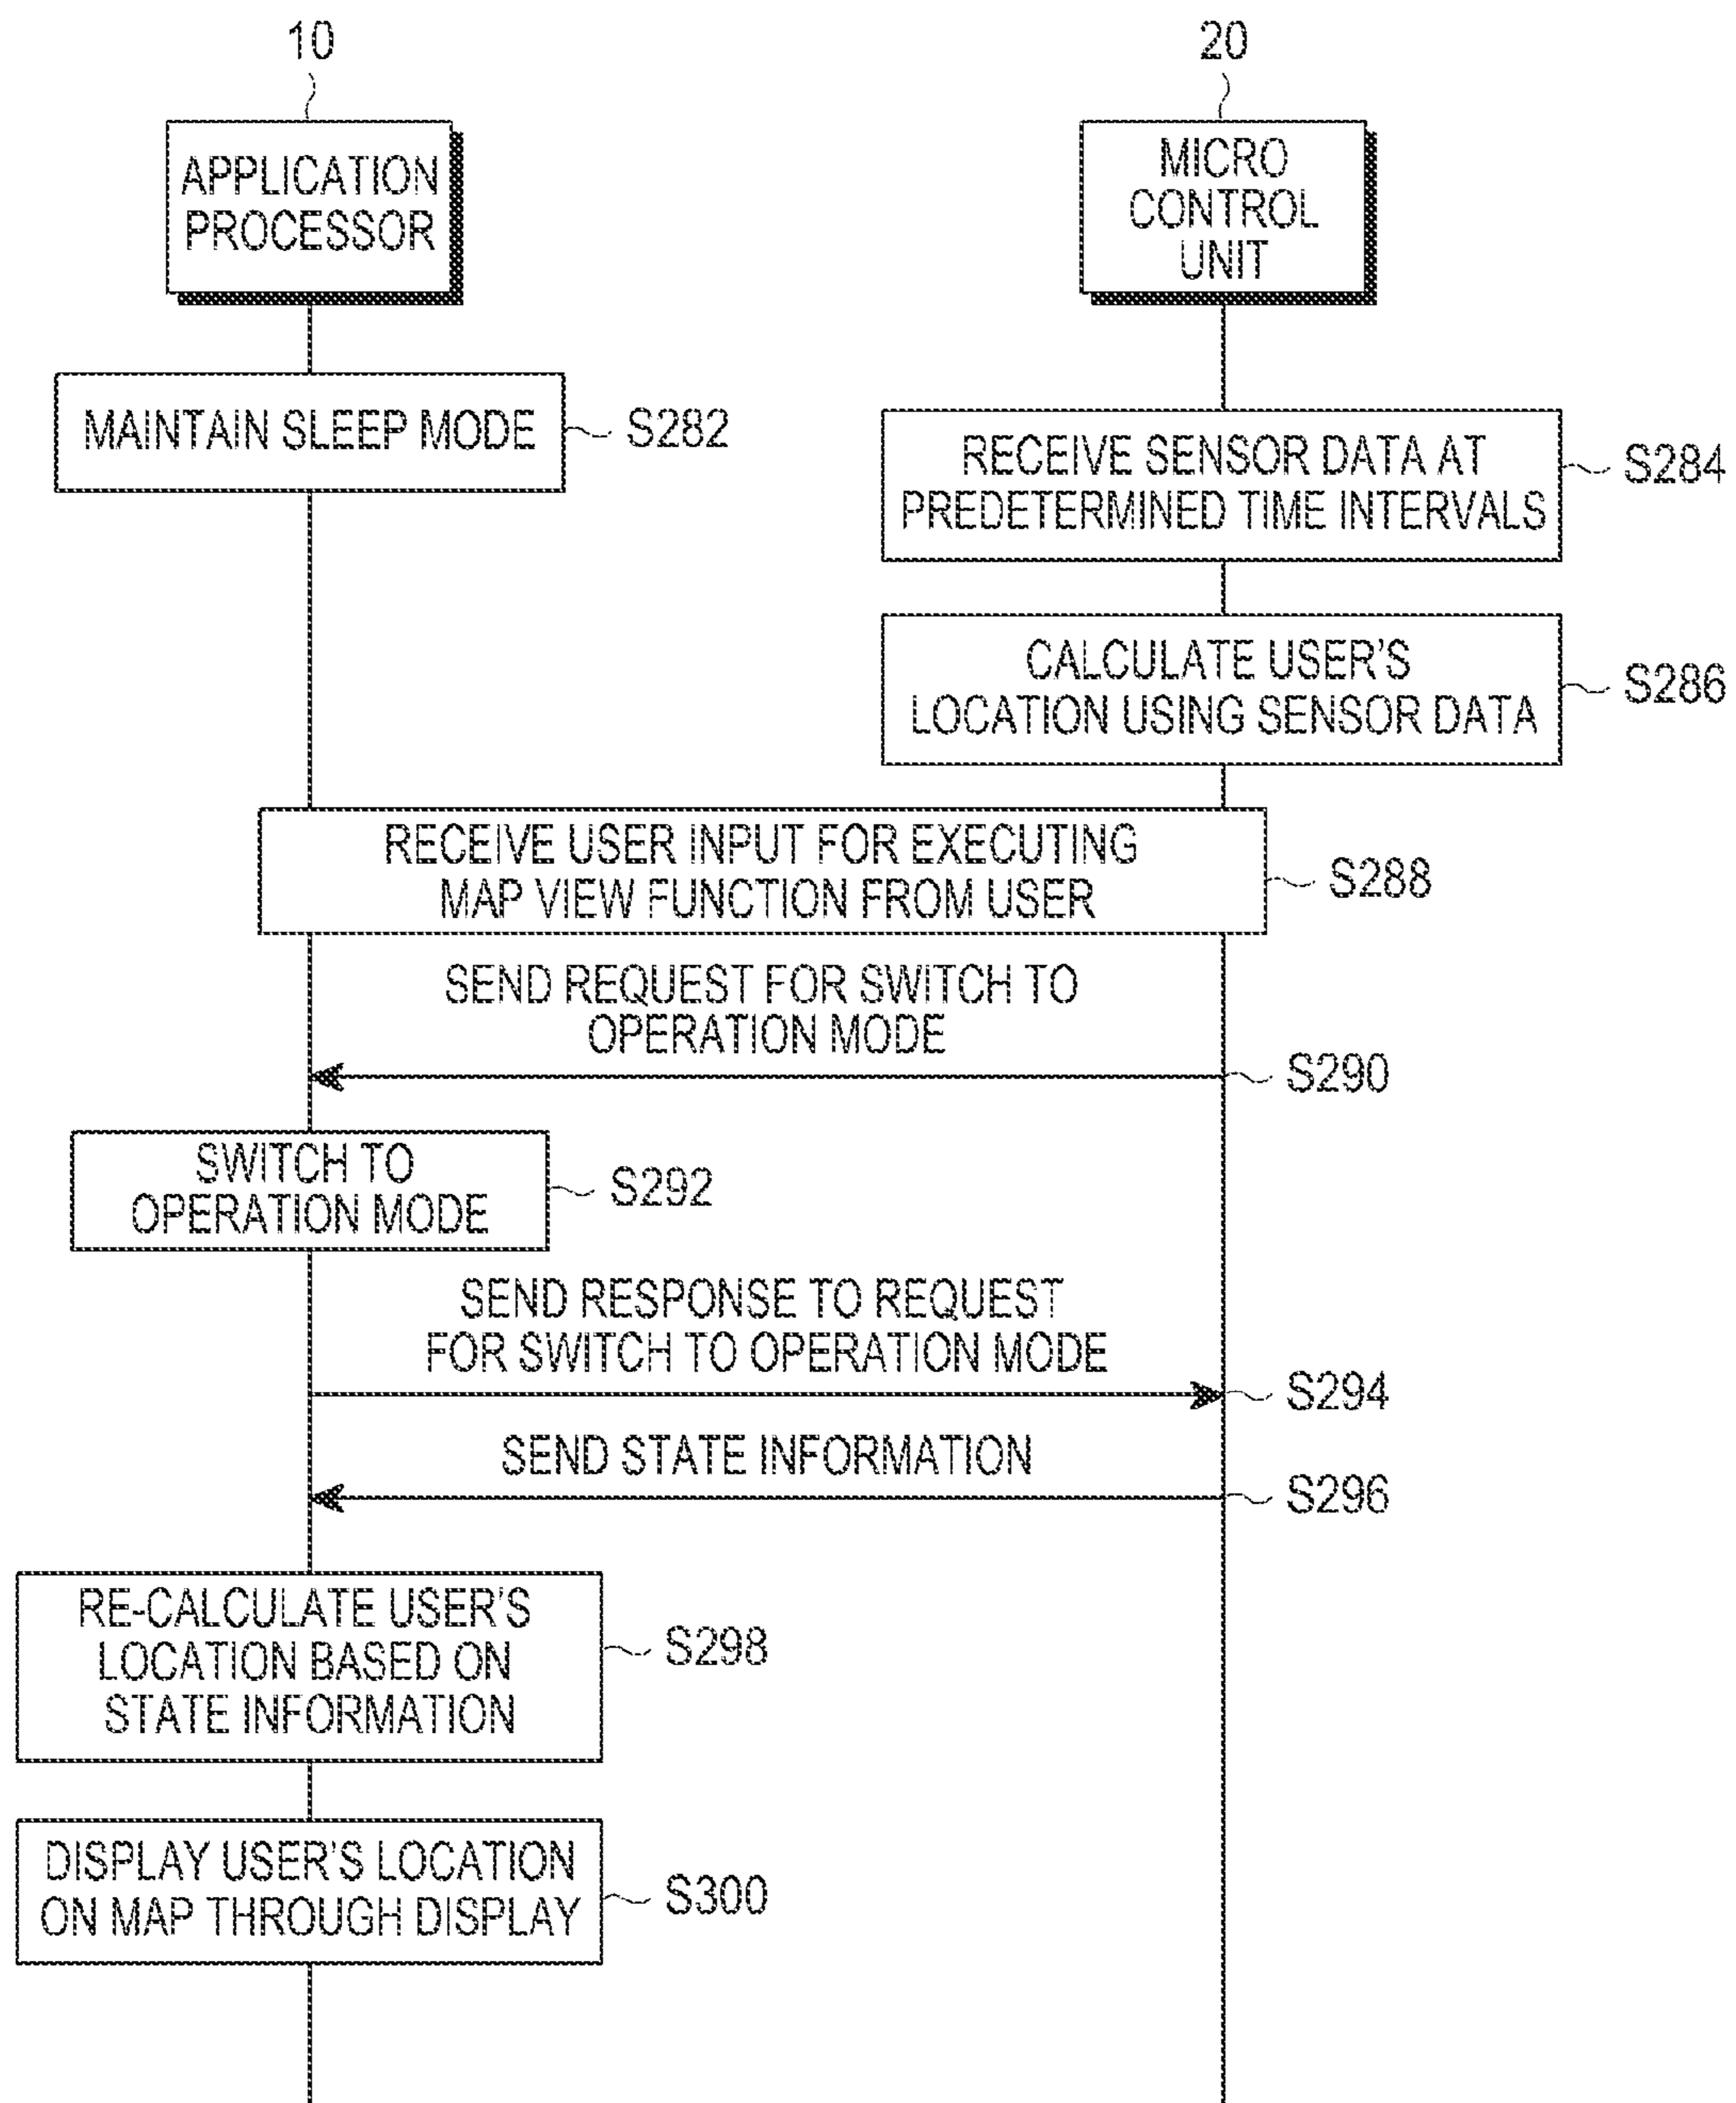 10
20
APPLICATION
PROCESSOR
MICRO
CONTROL
UNIT
MAINTAIN SLEEP MODE
S282
RECEIVE SENSOR DATA AT
PREDETERMINED TIME INTERVALS
S284
CALCULATE USER'S
LOCATION USING SENSOR DATA
S286
RECEIVE USER INPUT FOR EXECUTING
MAP VIEW FUNCTION FROM USER
S288
SEND REQUEST FOR SWITCH TO
OPERATION MODE
S290
SWITCH TO
OPERATION MODE
S292
SEND RESPONSE TO REQUEST
FOR SWITCH TO OPERATION MODE
S294
SEND STATE INFORMATION
S296
RE-CALCULATE USER'S
LOCATION BASED ON
STATE INFORMATION
S298
DISPLAY USER'S LOCATION
ON MAP THROUGH DISPLAY
S300